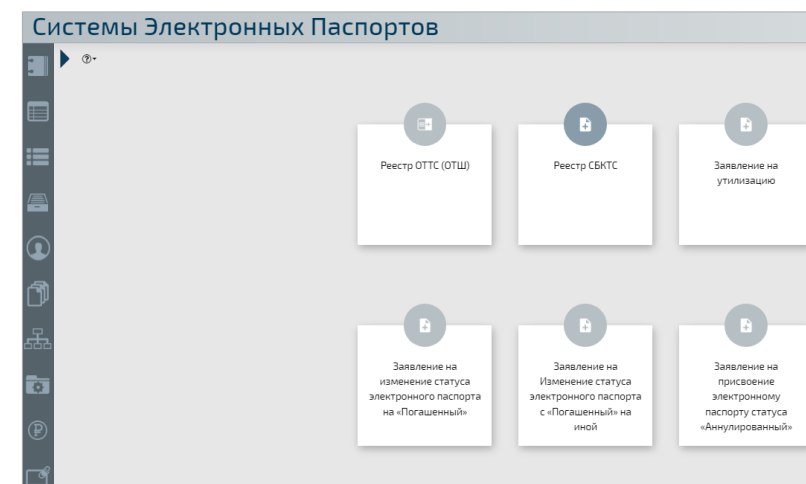 Системы Электронных Паспортов
Реестр ОТТС (ОТШ)
Реестр СБКТС
Заявление на
утилизацию
Заявление на
изменение статуса
электронного паспорта
на «Погашенный»
Заявление на
Изменение статуса
электронного паспорта
с «Погашенный» на
иной
Заявление на
присвоение
электронному
паспорту статуса
«Аннулированный»